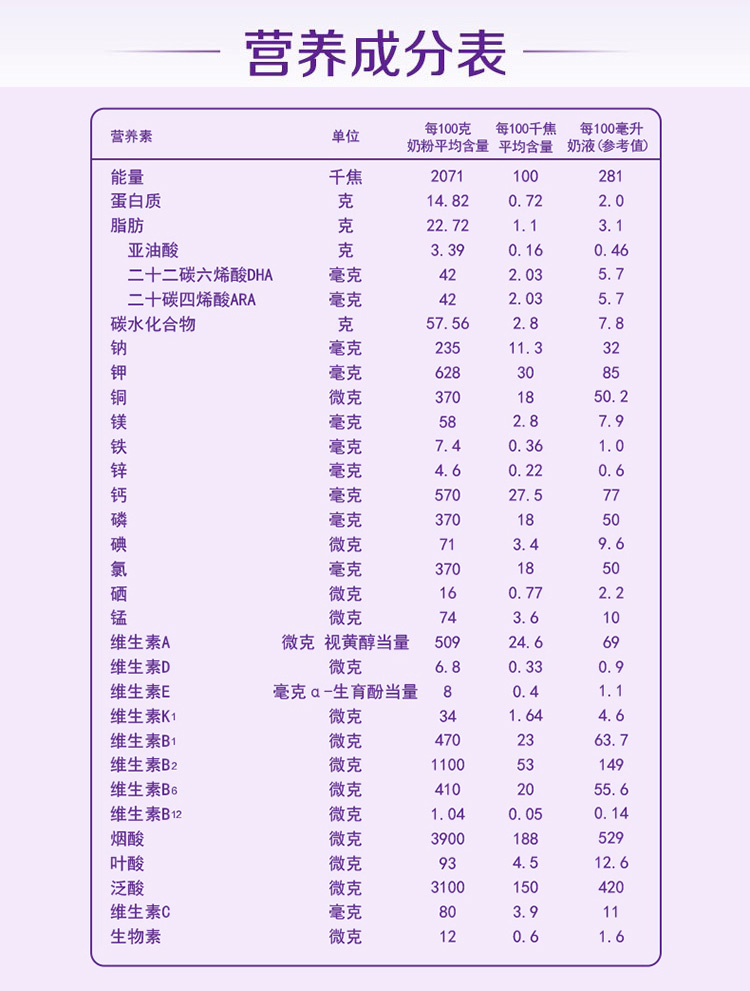 营养成分表
营养素 单位 每100克奶粉平均含量 每100千焦平均含量 每100毫升奶液(参考值)
能量 千焦 2071 100 281
蛋白质 克 14.82 0.72 2.0
脂肪 克 22.72 1.1 3.1
亚油酸 克 3.39 0.16 0.46
二十二碳六烯酸DHA 毫克 42 2.03 5.7
二十碳四烯酸ARA 毫克 42 2.03 5.7
碳水化合物 克 57.56 2.8 7.8
钠 毫克 235 11.3 32
钾 毫克 628 30 85
铜 微克 370 18 50.2
镁 毫克 58 2.8 7.9
铁 毫克 7.4 0.36 1.0
锌 毫克 4.6 0.22 0.6
钙 毫克 570 27.5 77
磷 毫克 370 18 50
碘 微克 71 3.4 9.6
氯 毫克 370 18 50
硒 微克 16 0.77 2.2
锰 微克 74 3.6 10
维生素A 微克 视黄醇当量 509 24.6 69
维生素D 微克 6.8 0.33 0.9
维生素E 毫克α-生育酚当量 8 0.4 1.1
维生素K1 微克 34 1.64 4.6
维生素B1 微克 470 23 63.7
维生素B2 微克 1100 53 149
维生素B6 微克 410 20 55.6
维生素B12 微克 1.04 0.05 0.14
烟酸 微克 3900 188 529
叶酸 微克 93 4.5 12.6
泛酸 微克 3100 150 420
维生素C 毫克 80 3.9 11
生物素 微克 12 0.6 1.6